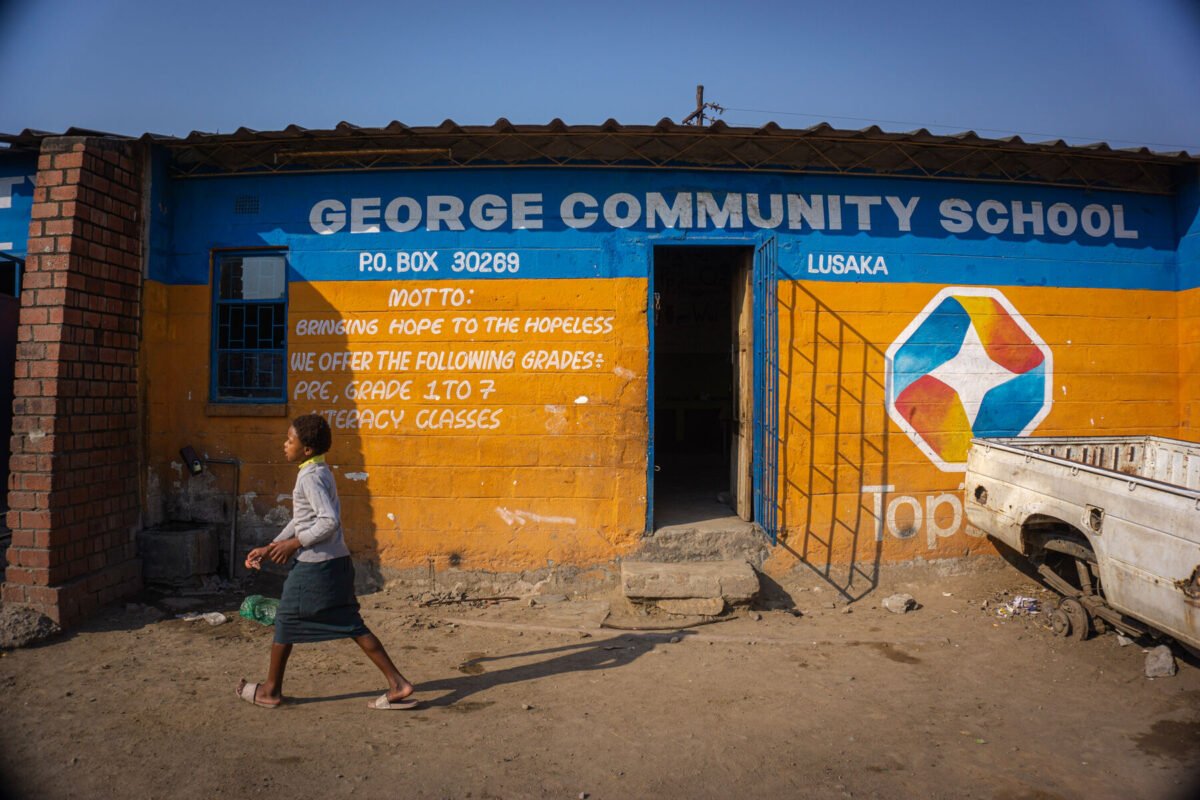 GEORGE COMMUNITY SCHOOL
P.O. BOX 30269
LUSAKA
MOTTO:
BRINGING HOPE TO THE HOPELESS
WE OFFER THE FOLLOWING GRADES:
PRE, GRADE 1 TO 7
LITERACY CLASSES
Tops